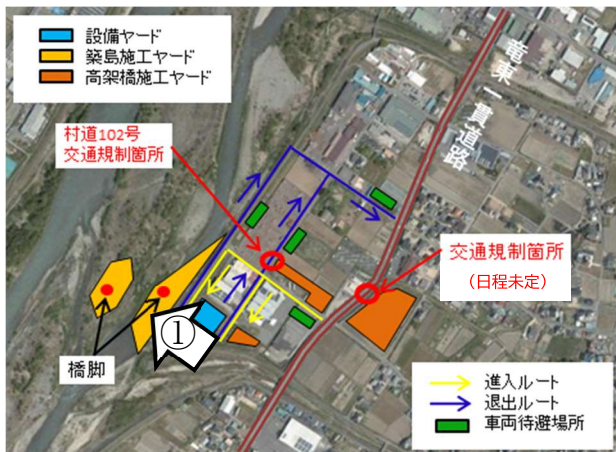 設備ヤード
築島施工ヤード
高架橋施工ヤード
竜東一貫道路
村道102号
交通規制箇所
交通規制箇所
（日程未定）
①
橋脚
進入ルート
退出ルート
車両待避場所